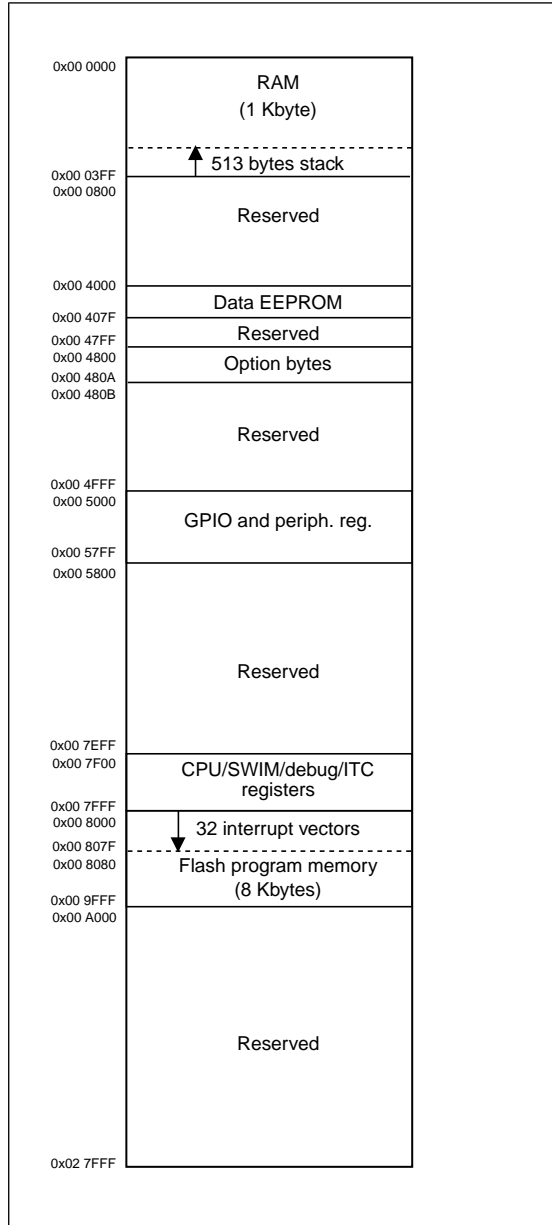 0x00 0000
RAM
(1 Kbyte)
513 bytes stack
0x00 03FF
0x00 0800
Reserved
0x00 4000
Data EEPROM
0x00 407F
Reserved
0x00 47FF
0x00 4800
Option bytes
0x00 480A
0x00 480B
Reserved
0x00 4FFF
0x00 5000
GPIO and periph. reg.
0x00 57FF
0x00 5800
Reserved
0x00 7EFF
0x00 7F00
CPU/SWIM/debug/ITC
registers
0x00 7FFF
0x00 8000
32 interrupt vectors
0x00 807F
0x00 8080
Flash program memory
(8 Kbytes)
0x00 9FFF
0x00 A000
Reserved
0x02 7FFF